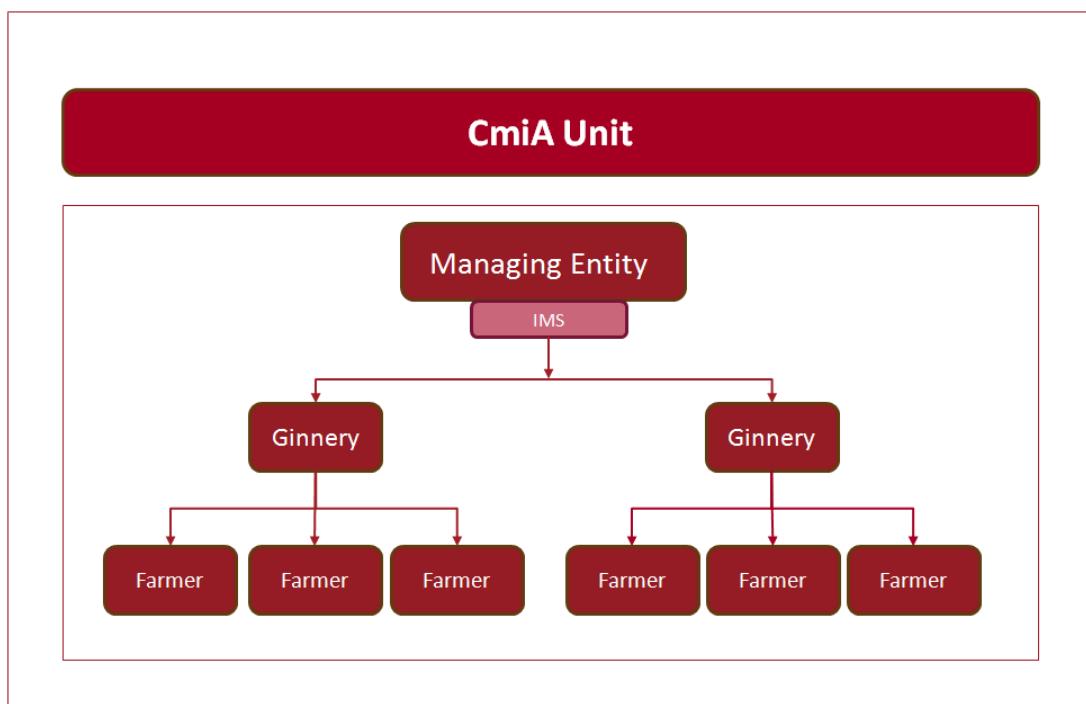 CmiA Unit
Managing Entity
IMS
Ginnery
Ginnery
Farmer
Farmer
Farmer
Farmer
Farmer
Farmer